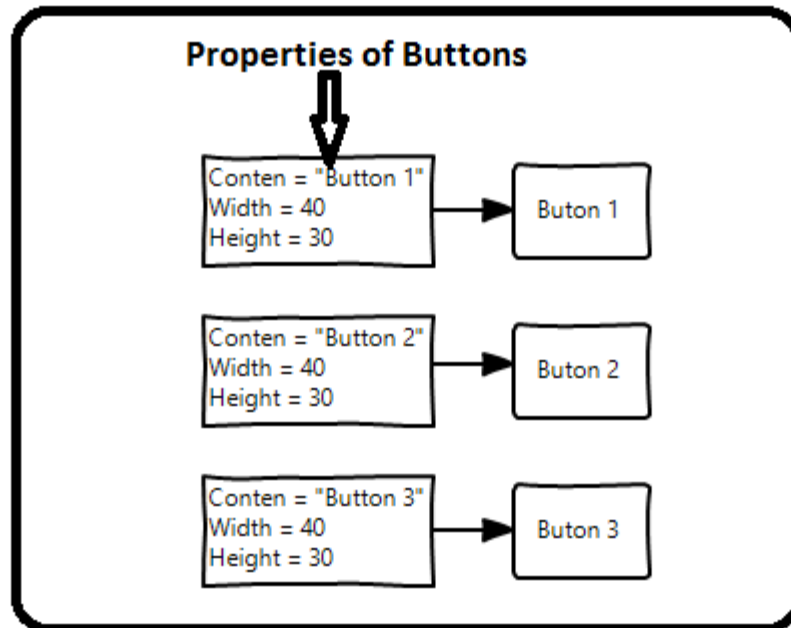 Properties of Buttons
Conten = "Button 1"
Width = 40
Height = 30
Buton 1
Conten = "Button 2"
Width = 40
Height = 30
Buton 2
Conten = "Button 3"
Width = 40
Height = 30
Buton 3